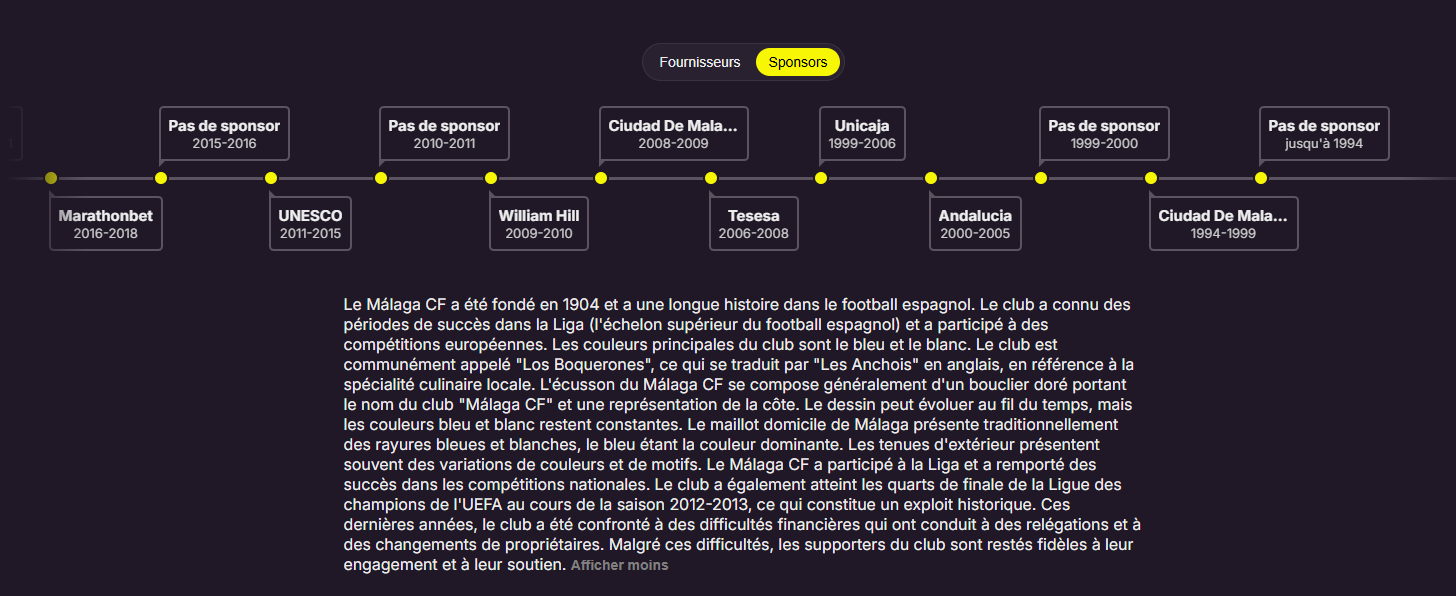 Fournisseurs
Sponsors
Pas de sponsor
2015-2016
Pas de sponsor
2010-2011
Ciudad De Mala...
2008-2009
Unicaja
1999-2006
Pas de sponsor
1999-2000
Pas de sponsor
jusqu'à 1994
Marathonbet
2016-2018
UNESCO
2011-2015
William Hill
2009-2010
Tesesa
2006-2008
Andalucia
2000-2005
Ciudad De Mala...
1994-1999
Le Málaga CF a été fondé en 1904 et a une longue histoire dans le football espagnol. Le club a connu des
périodes de succès dans la Liga (l'échelon supérieur du football espagnol) et a participé à des
compétitions européennes. Les couleurs principales du club sont le bleu et le blanc. Le club est
communément appelé "Los Boquerones", ce qui se traduit par "Les Anchois" en anglais, en référence à la
spécialité culinaire locale. L'écusson du Málaga CF se compose généralement d'un bouclier doré portant
le nom du club "Málaga CF" et une représentation de la côte. Le dessin peut évoluer au fil du temps, mais
les couleurs bleu et blanc restent constantes. Le maillot domicile de Málaga présente traditionnellement
des rayures bleues et blanches, le bleu étant la couleur dominante. Les tenues d'extérieur présentent
souvent des variations de couleurs et de motifs. Le Málaga CF a participé à la Liga et a remporté des
succès dans les compétitions nationales. Le club a également atteint les quarts de finale de la Ligue des
champions de l'UEFA au cours de la saison 2012-2013, ce qui constitue un exploit historique. Ces
dernières années, le club a été confronté à des difficultés financières qui ont conduit à des relégations et à
des changements de propriétaires. Malgré ces difficultés, les supporters du club sont restés fidèles à leur
engagement et à leur soutien. Afficher moins